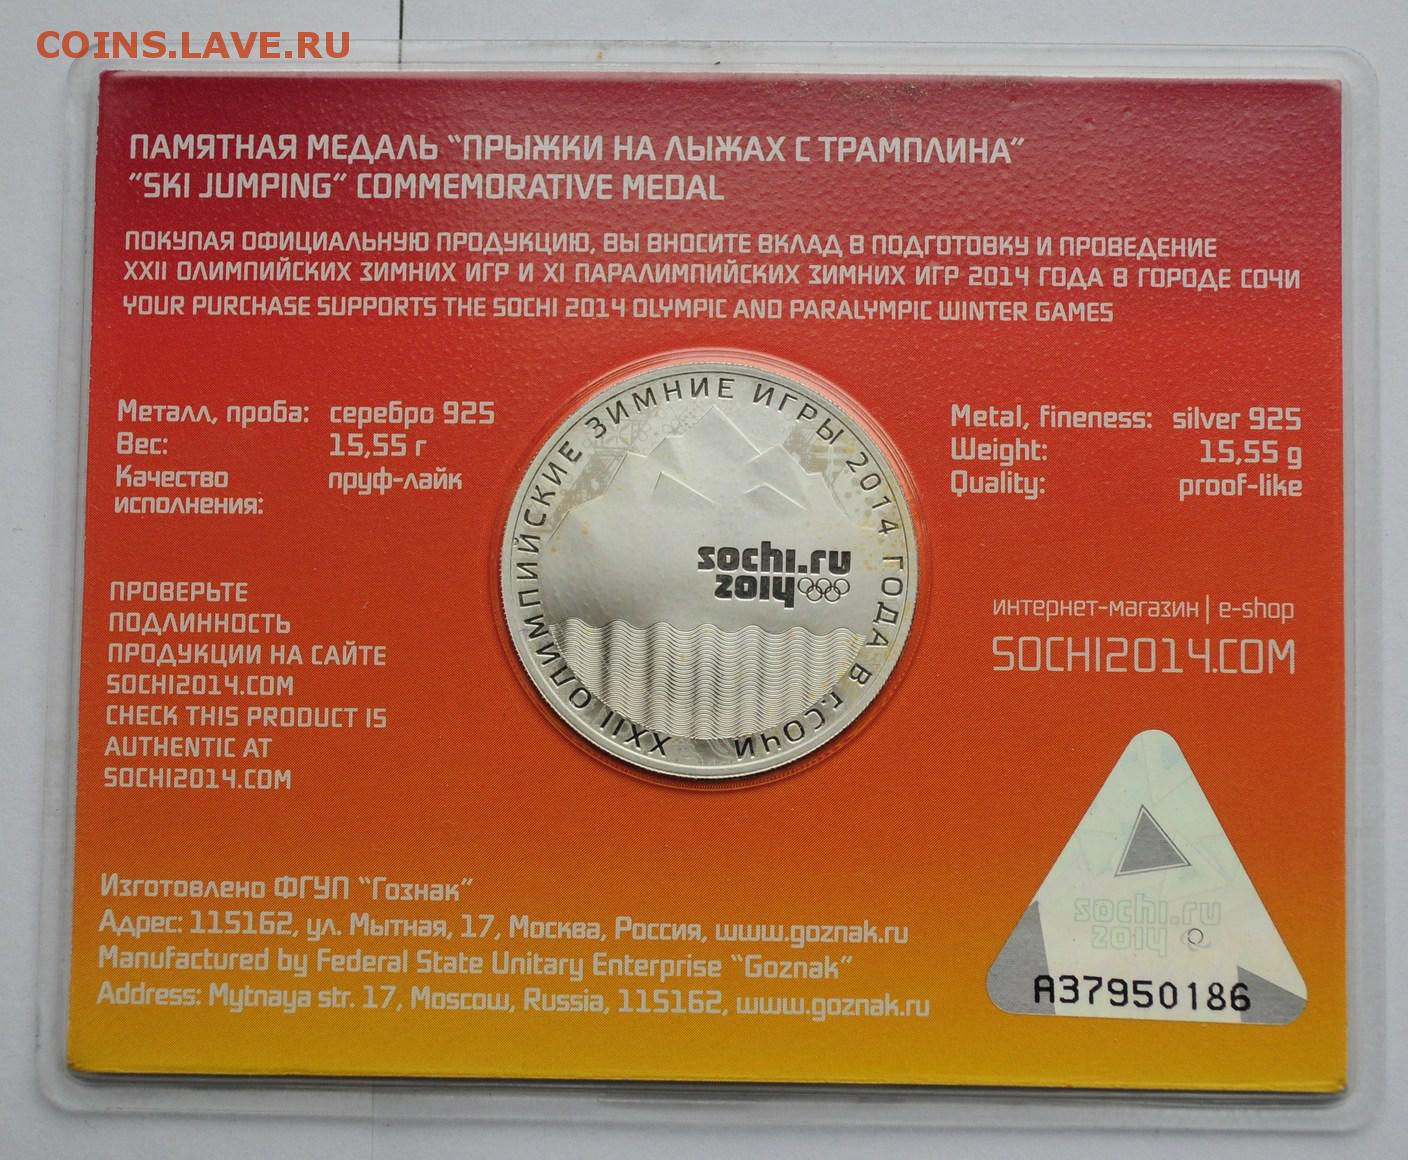 COINS.LAVE.RU
ПАМЯТНАЯ МЕДАЛЬ “ПРЫЖКИ НА ЛЫЖАХ С ТРАМПЛИНА”
”SKI JUMPING” COMMEMORATIVE MEDAL
ПОКУПАЯ ОФИЦИАЛЬНУЮ ПРОДУКЦИЮ, ВЫ ВНОСИТЕ ВКЛАД В ПОДГОТОВКУ И ПРОВЕДЕНИЕ
XXII ОЛИМПИЙСКИХ ЗИМНИХ ИГР И XI ПАРАЛИМПИЙСКИХ ЗИМНИХ ИГР 2014 ГОДА В ГОРОДЕ СОЧИ
YOUR PURCHASE SUPPORTS THE SOCHI 2014 OLYMPIC AND PARALYMPIC WINTER GAMES
Металл, проба: серебро 925
Вес: 15,55 г
Качество исполнения: пруф-лайк
ПРОВЕРЬТЕ
ПОДЛИННОСТЬ
ПРОДУКЦИИ НА САЙТЕ
SOCHI2014.COM
CHECK THIS PRODUCT IS
AUTHENTIC AT
SOCHI2014.COM
XXII ОЛИМПИЙСКИЕ ЗИМНИЕ ИГРЫ 2014 ГОДА В г.СОЧИ
sochi.ru
2014
Metal, fineness: silver 925
Weight: 15,55 g
Quality: proof-like
интернет-магазин | e-shop
SOCHI2014.COM
sochi.ru
2014
A37950186
Изготовлено ФГУП “Гознак”
Адрес: 115162, ул. Мытная, 17, Москва, Россия, www.goznak.ru
Manufactured by Federal State Unitary Enterprise “Goznak”
Address: Mytnaya str. 17, Moscow, Russia, 115162, www.goznak.ru